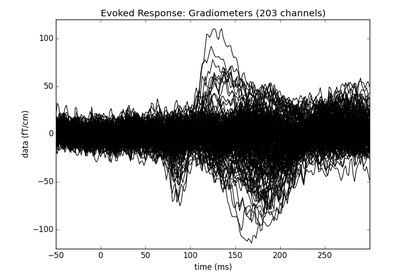 Evoked Response: Gradiometers (203 channels)
data (fT/cm)
100
50
0
−50
−100
−50 0 50 100 150 200 250
time (ms)